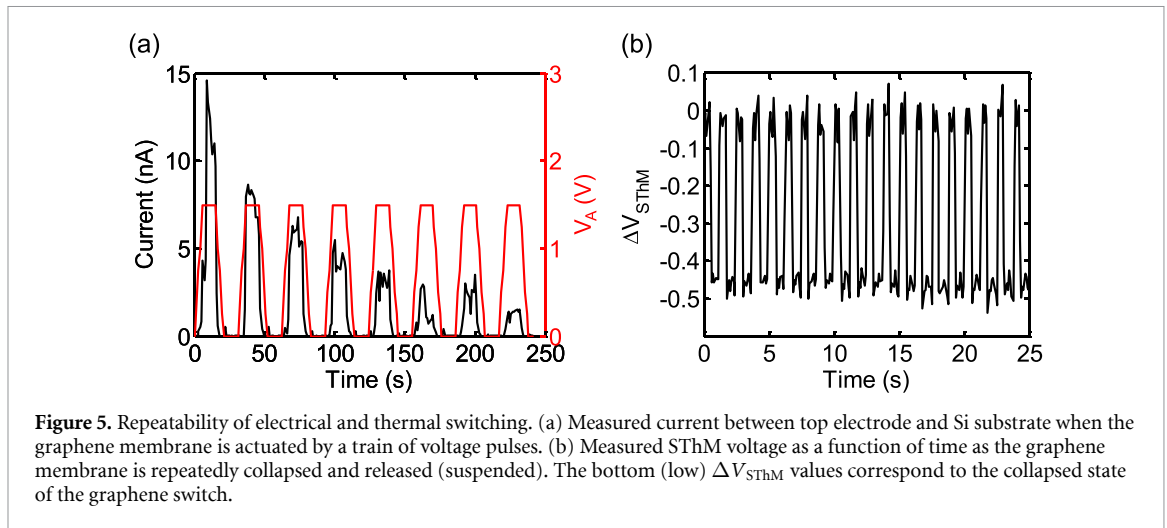 (a)
15
10
5
0
Current (nA)
3
2
1
0
V_A (V)
0 50 100 150 200 250
Time (s)
(b)
0.1
0
-0.1
-0.2
-0.3
-0.4
-0.5
ΔV_SThM
0 5 10 15 20 25
Time (s)
Figure 5. Repeatability of electrical and thermal switching. (a) Measured current between top electrode and Si substrate when the
graphene membrane is actuated by a train of voltage pulses. (b) Measured SThM voltage as a function of time as the graphene
membrane is repeatedly collapsed and released (suspended). The bottom (low) ΔV_SThM values correspond to the collapsed state
of the graphene switch.